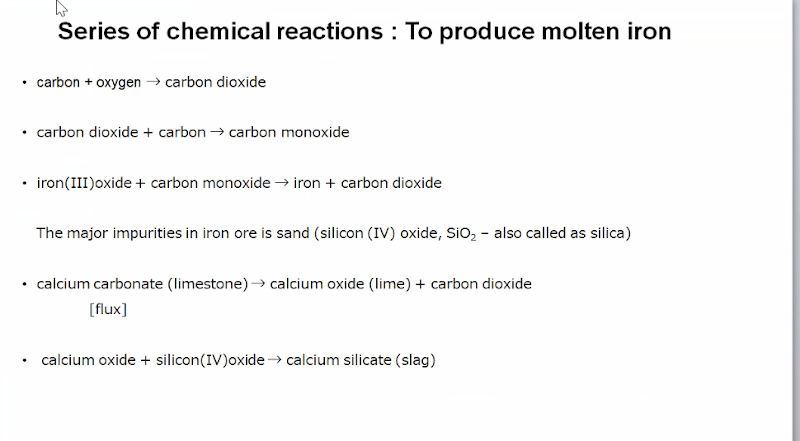 Series of chemical reactions : To produce molten iron
• carbon + oxygen → carbon dioxide
• carbon dioxide + carbon → carbon monoxide
• iron(III)oxide + carbon monoxide → iron + carbon dioxide
The major impurities in iron ore is sand (silicon (IV) oxide, SiO₂ – also called as silica)
• calcium carbonate (limestone) → calcium oxide (lime) + carbon dioxide
[flux]
• calcium oxide + silicon(IV)oxide → calcium silicate (slag)